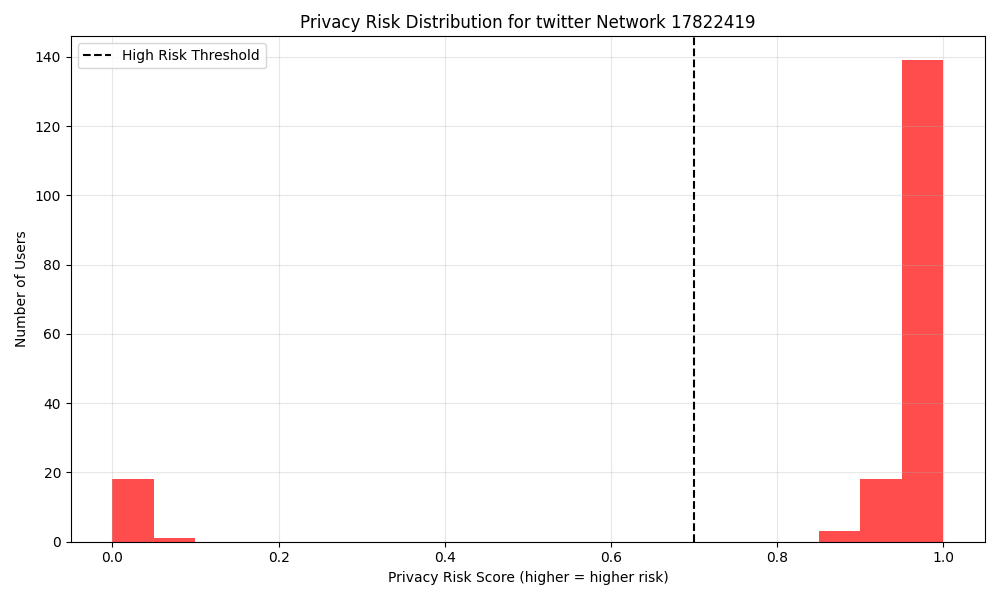 Privacy Risk Distribution for twitter Network 17822419
High Risk Threshold
140
120
100
80
60
40
20
0
Number of Users
0.0 0.2 0.4 0.6 0.8 1.0
Privacy Risk Score (higher = higher risk)